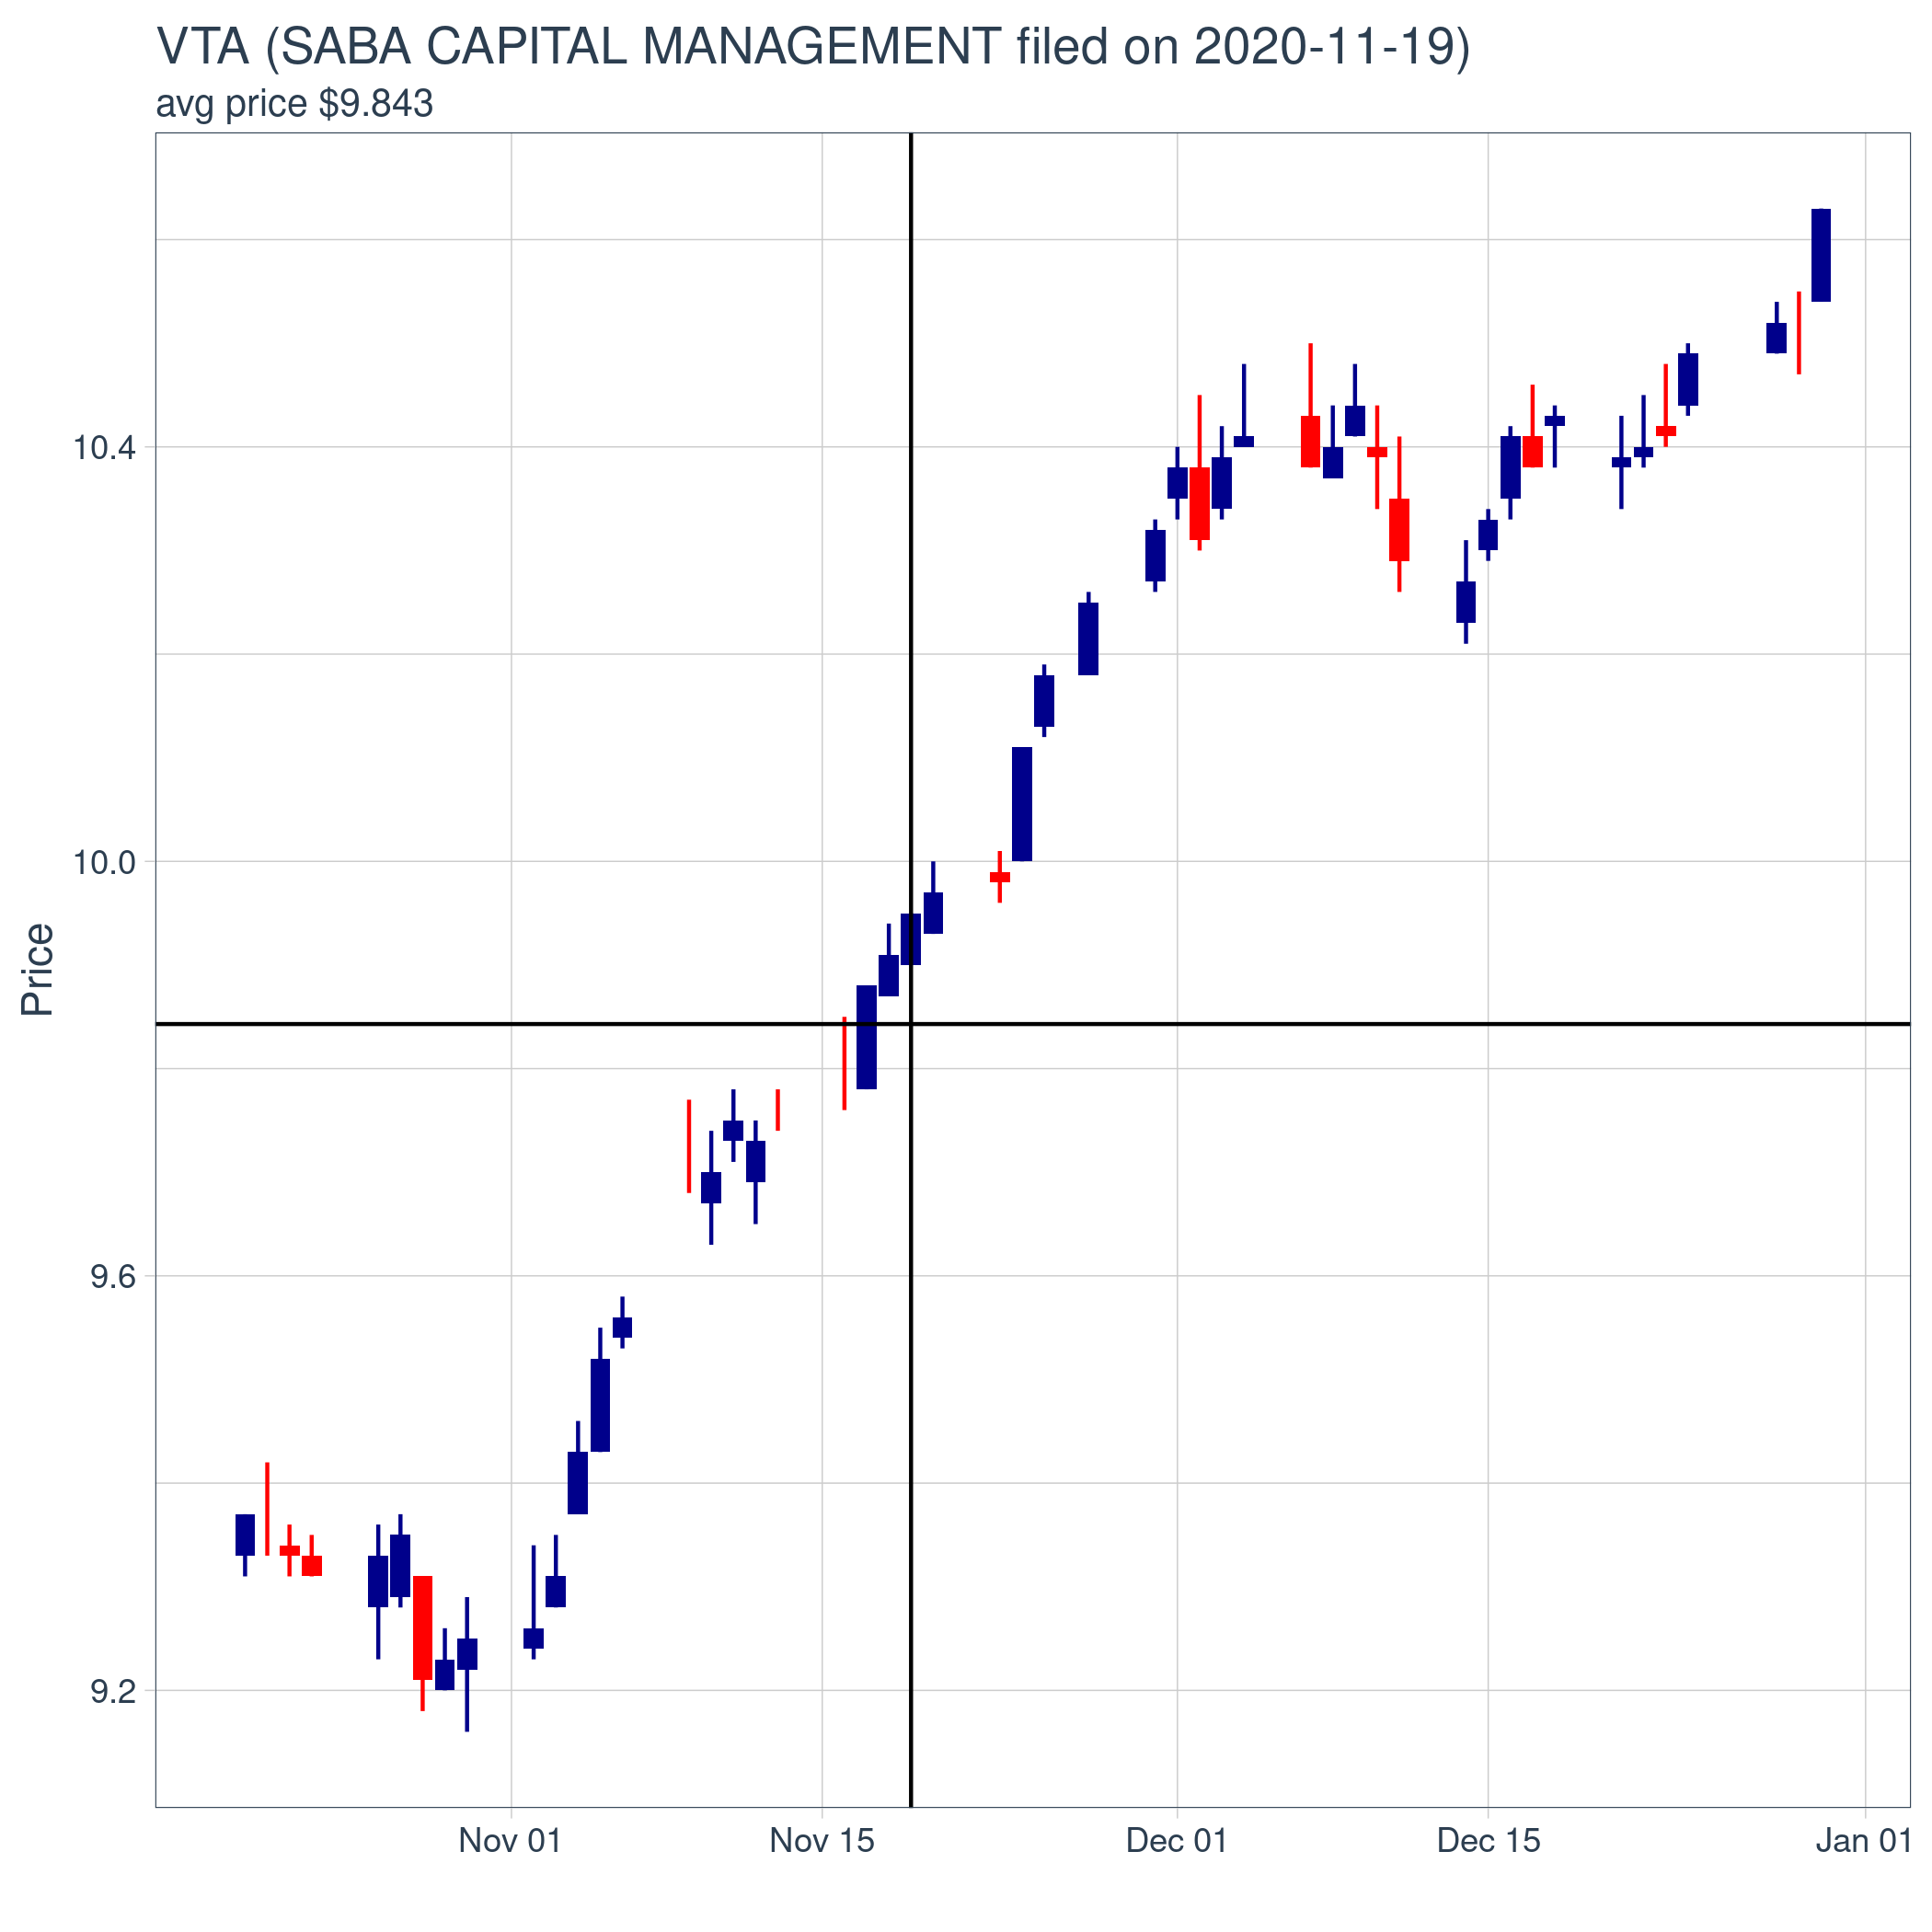 VTA (SABA CAPITAL MANAGEMENT filed on 2020-11-19)
avg price $9.843
10.4
10.0
Price
9.6
9.2
Nov 01 Nov 15 Dec 01 Dec 15 Jan 01